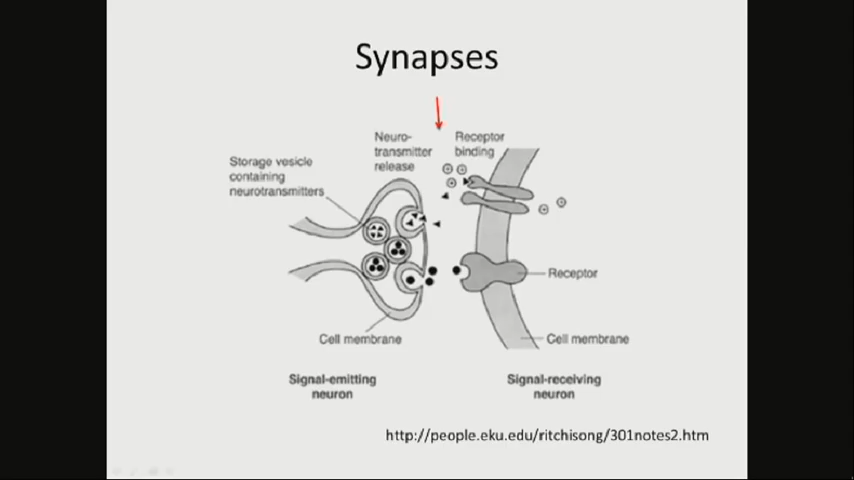 Synapses
Neuro-
transmitter
release
Receptor
binding
Storage vesicle
containing
neurotransmitters
Receptor
Cell membrane
Cell membrane
Signal-emitting
neuron
Signal-receiving
neuron
http://people.eku.edu/ritchisong/301notes2.htm